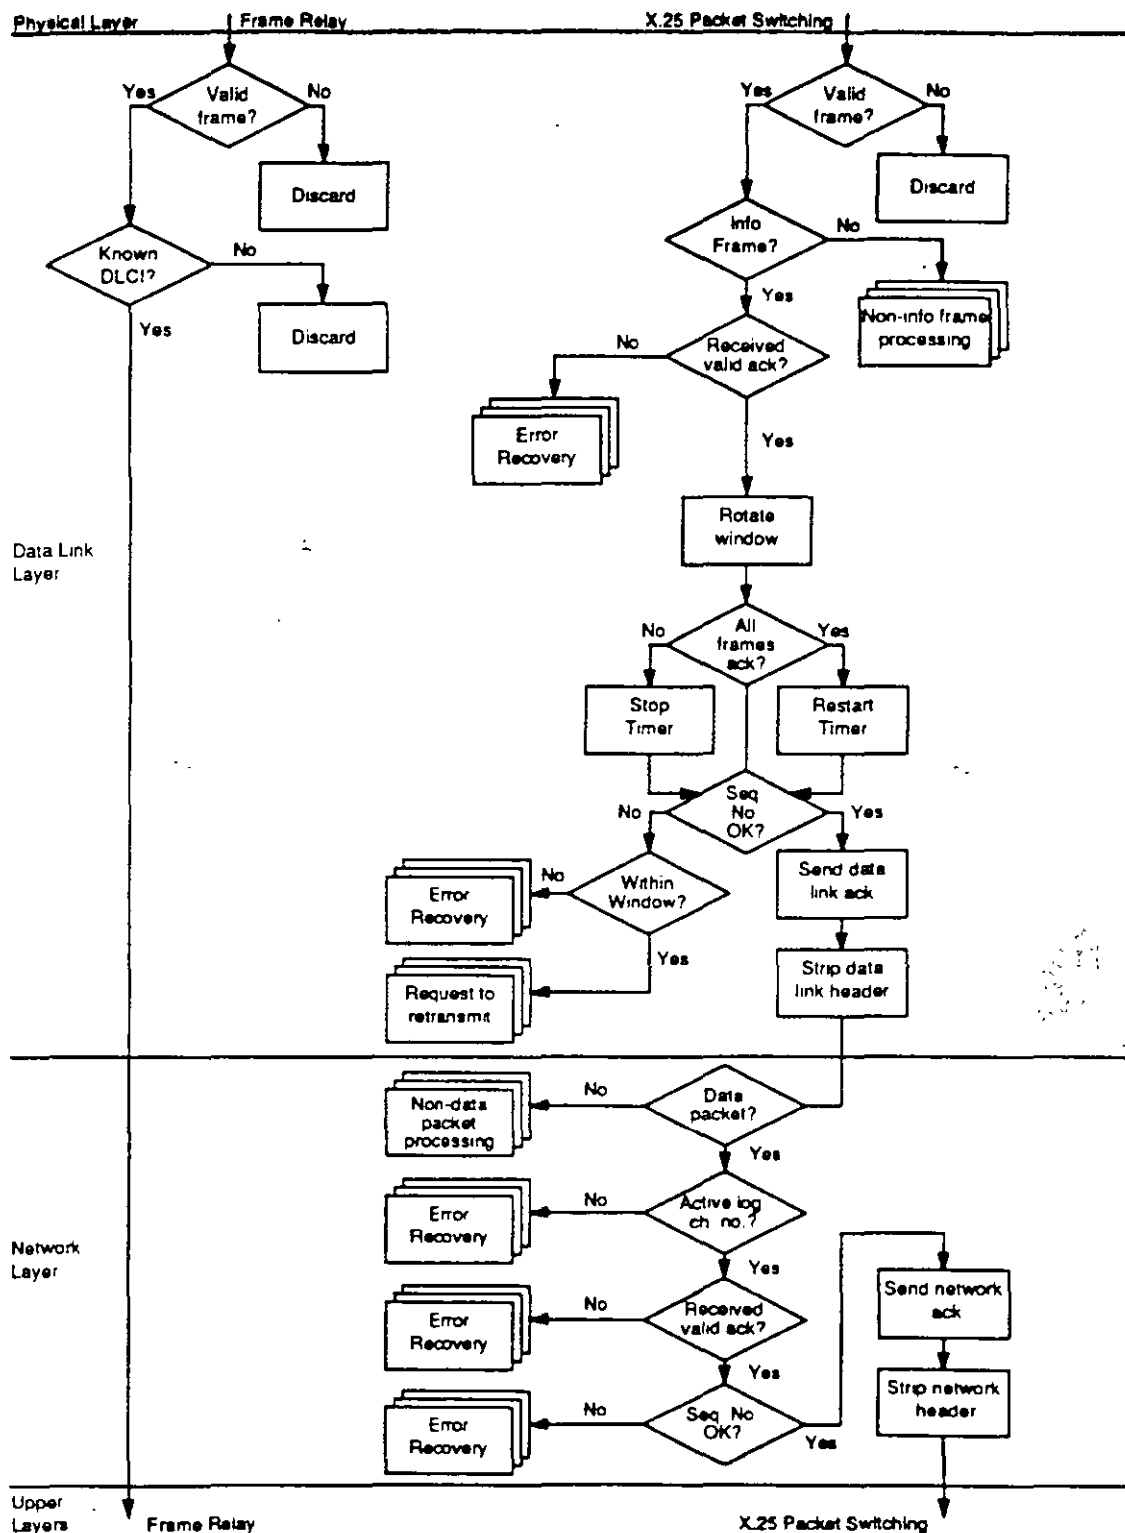 Physical Layer
Frame Relay
X.25 Packet Switching
Yes
Valid
frame?
No
Discard
Known
DLCI?
No
Discard
Yes
Yes
Valid
frame?
No
Discard
Info
Frame?
No
Non-info frame
processing
Yes
Received
valid ack?
No
Error
Recovery
Yes
Rotate
window
Data Link
Layer
No
All
frames
ack?
Yes
Stop
Timer
Restart
Timer
No
Seq
No
OK?
Yes
Within
Window?
No
Error
Recovery
Yes
Request to
retransmit
Send data
link ack
Strip data
link header
Data
packet?
No
Non-data
packet
processing
Yes
Active log
ch no.?
No
Error
Recovery
Yes
Network
Layer
Received
valid ack?
No
Error
Recovery
Yes
Seq No
OK?
No
Error
Recovery
Yes
Send network
ack
Strip network
header
Upper
Layers
Frame Relay
X.25 Packet Switching